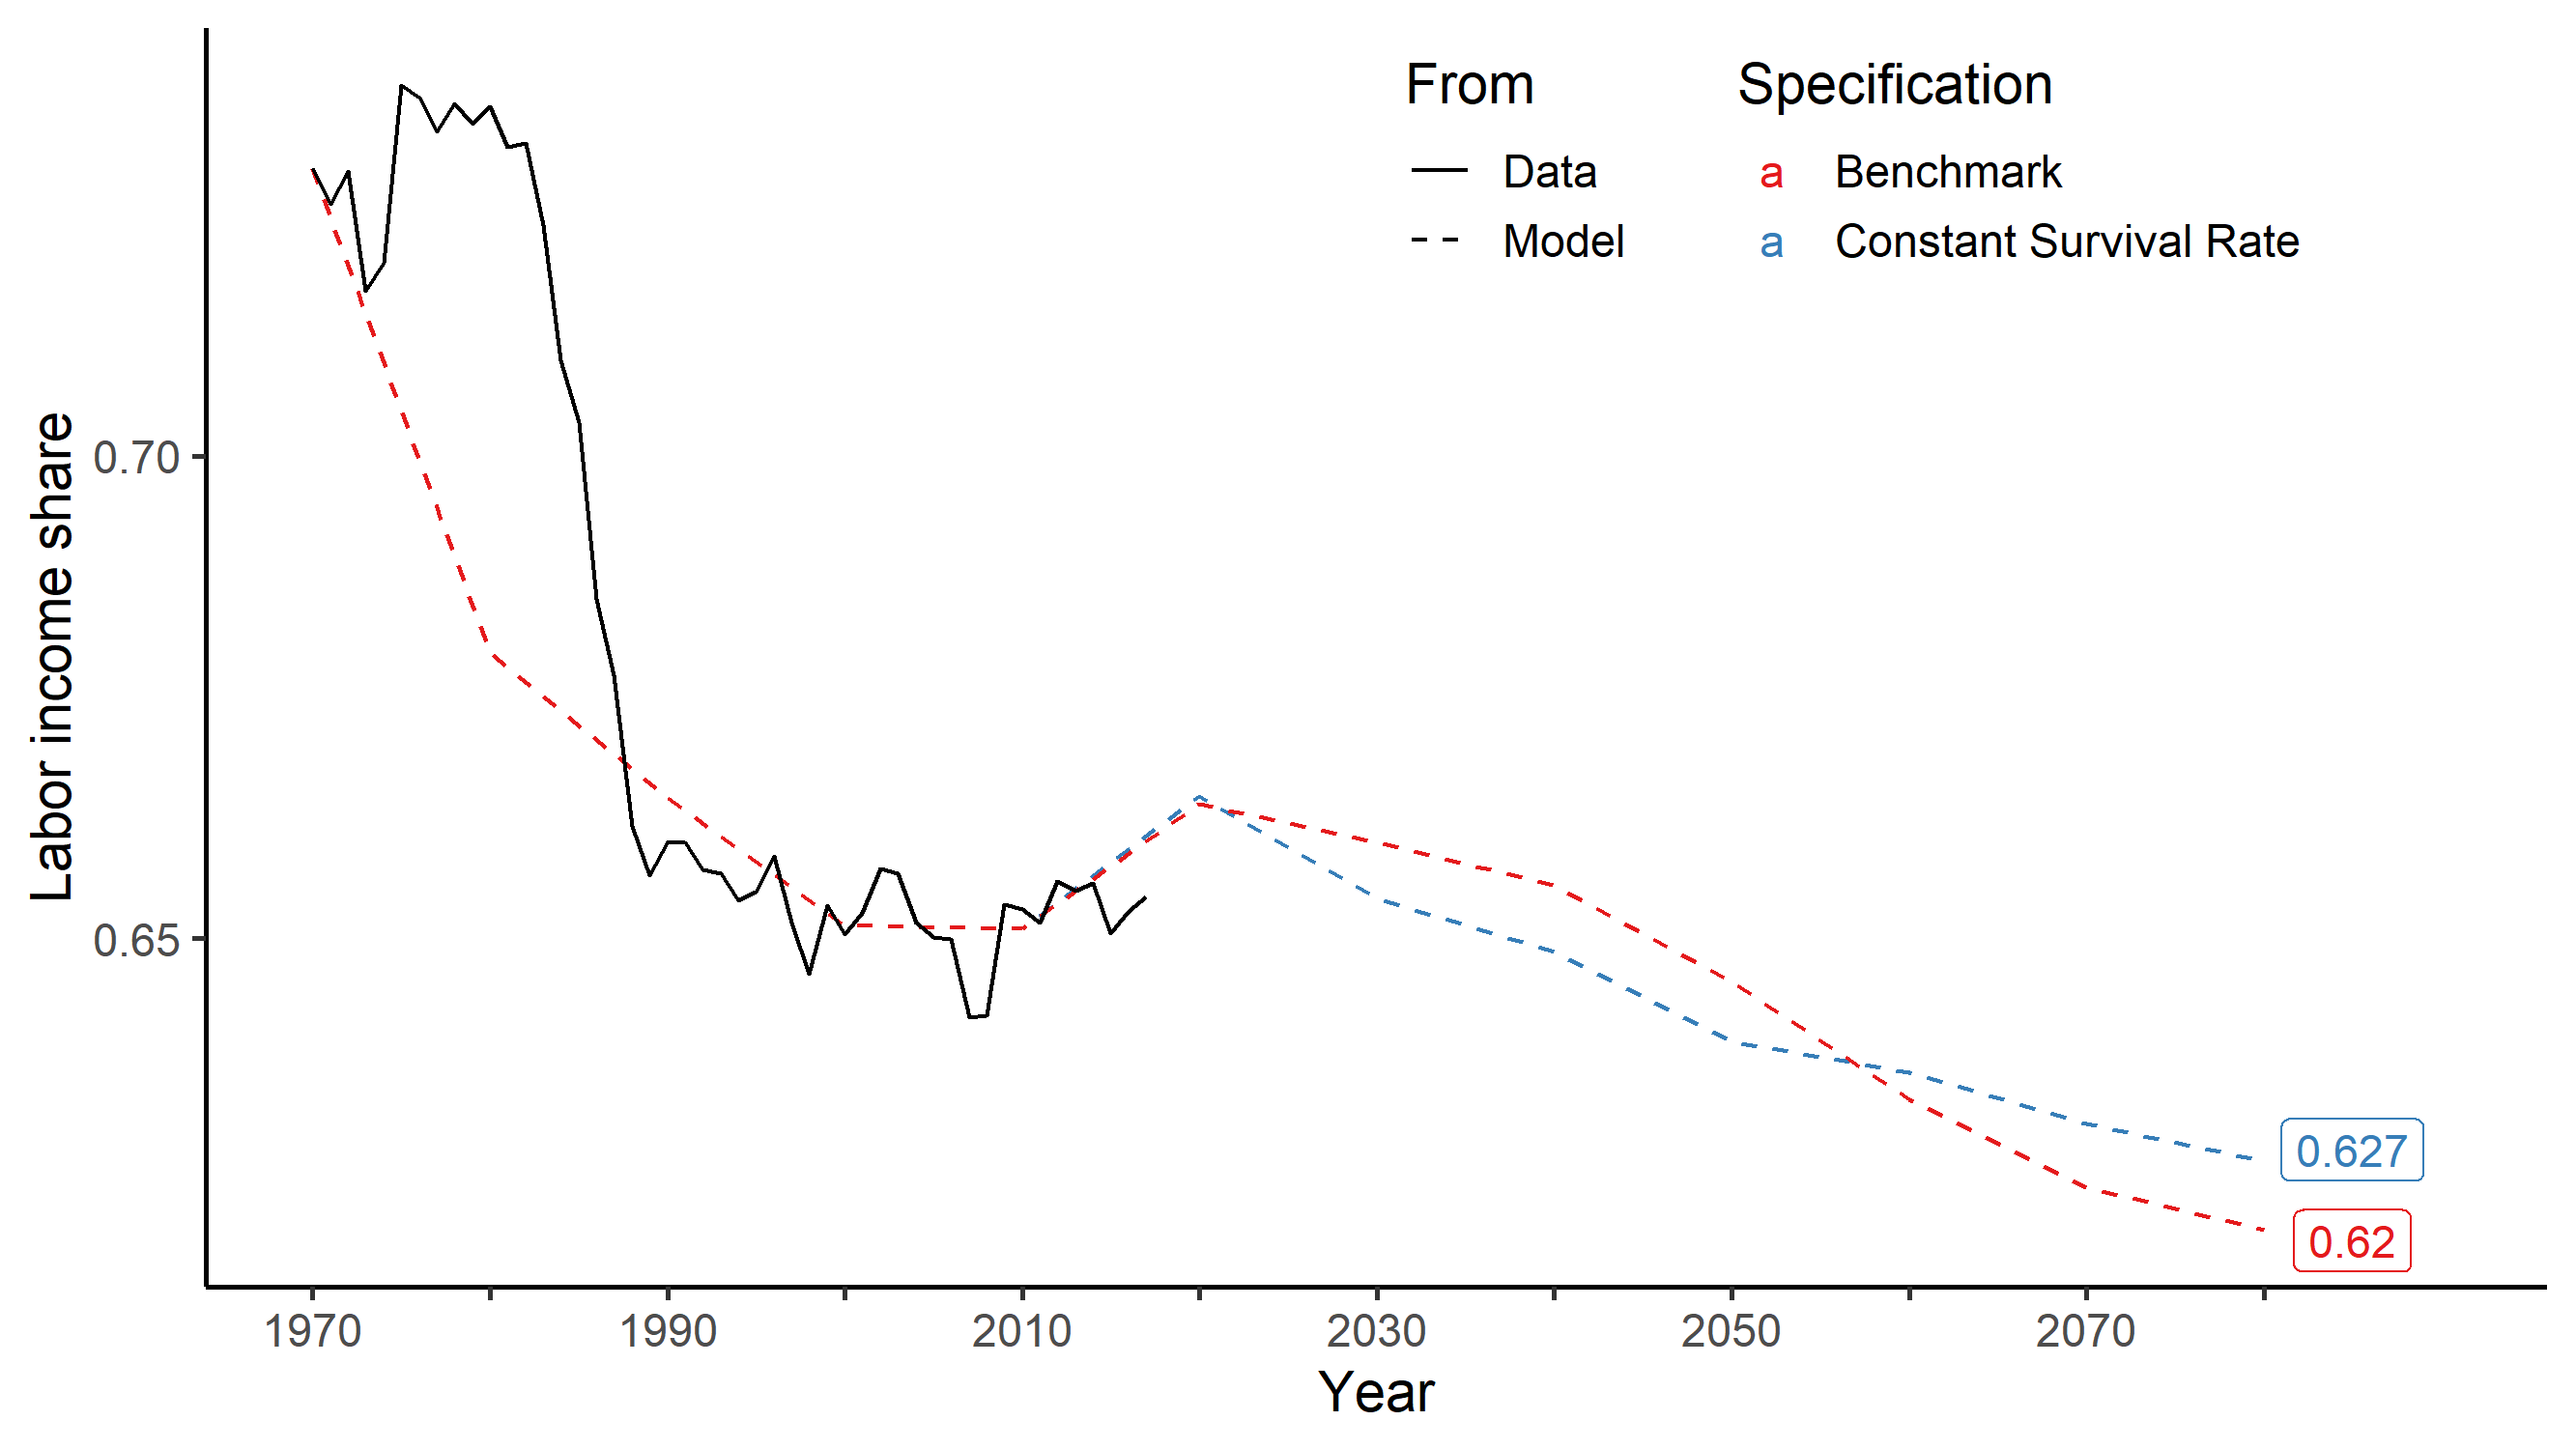 From
Specification
Data
a Benchmark
Model
a Constant Survival Rate
Labor income share
0.70
0.65
0.627
0.62
1970 1990 2010 2030 2050 2070
Year